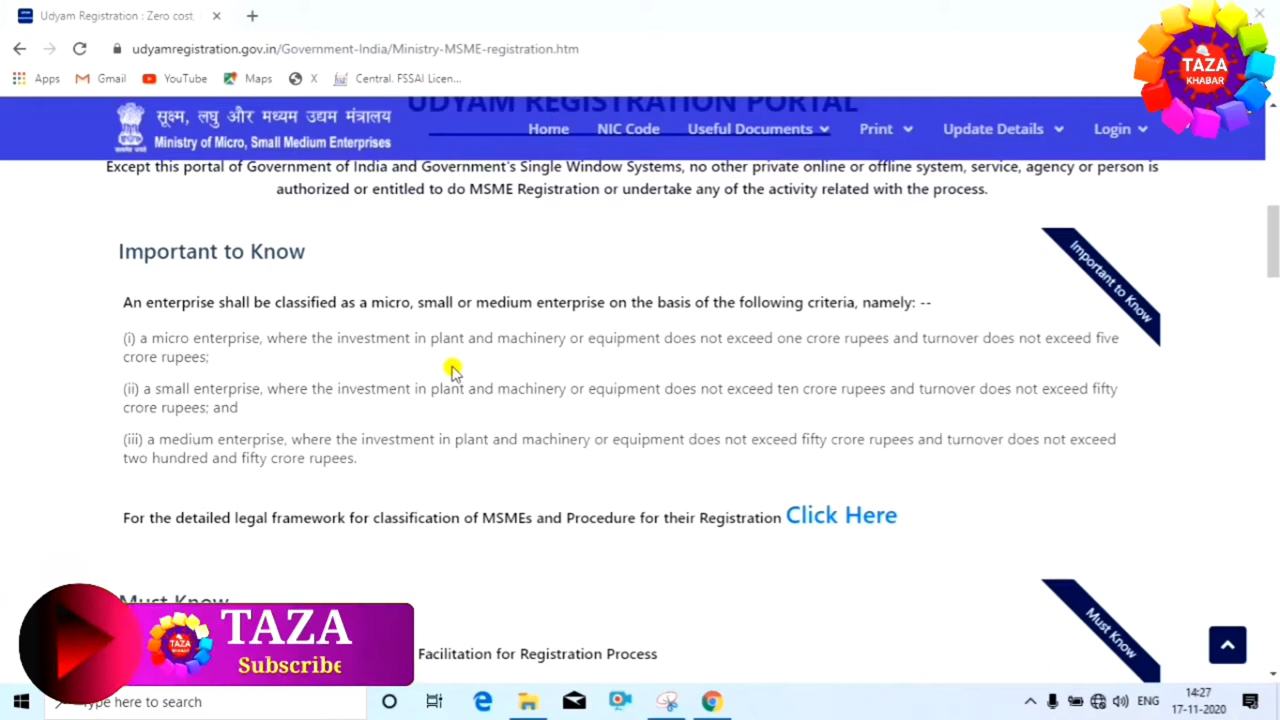 Udyam Registration : Zero cost
udyamregistration.gov.in/Government-India/Ministry-MSME-registration.htm
Apps Gmail YouTube Maps X Central. FSSAI Licen...
TAZA
KHABAR
UDYAM REGISTRATION PORTAL
सूक्ष्म, लघु और मध्यम उद्यम मंत्रालय
Ministry of Micro, Small Medium Enterprises
Home NIC Code Useful Documents Print Update Details Login
Except this portal of Government of India and Government's Single Window Systems, no other private online or offline system, service, agency or person is
authorized or entitled to do MSME Registration or undertake any of the activity related with the process.
Important to Know
Important to Know
An enterprise shall be classified as a micro, small or medium enterprise on the basis of the following criteria, namely: --
(i) a micro enterprise, where the investment in plant and machinery or equipment does not exceed one crore rupees and turnover does not exceed five
crore rupees;
(ii) a small enterprise, where the investment in plant and machinery or equipment does not exceed ten crore rupees and turnover does not exceed fifty
crore rupees; and
(iii) a medium enterprise, where the investment in plant and machinery or equipment does not exceed fifty crore rupees and turnover does not exceed
two hundred and fifty crore rupees.
For the detailed legal framework for classification of MSMEs and Procedure for their Registration Click Here
Must Know
Must Know
TAZA
KHABAR
TAZA
Subscribe
Facilitation for Registration Process
Type here to search
ENG
14:27
17-11-2020